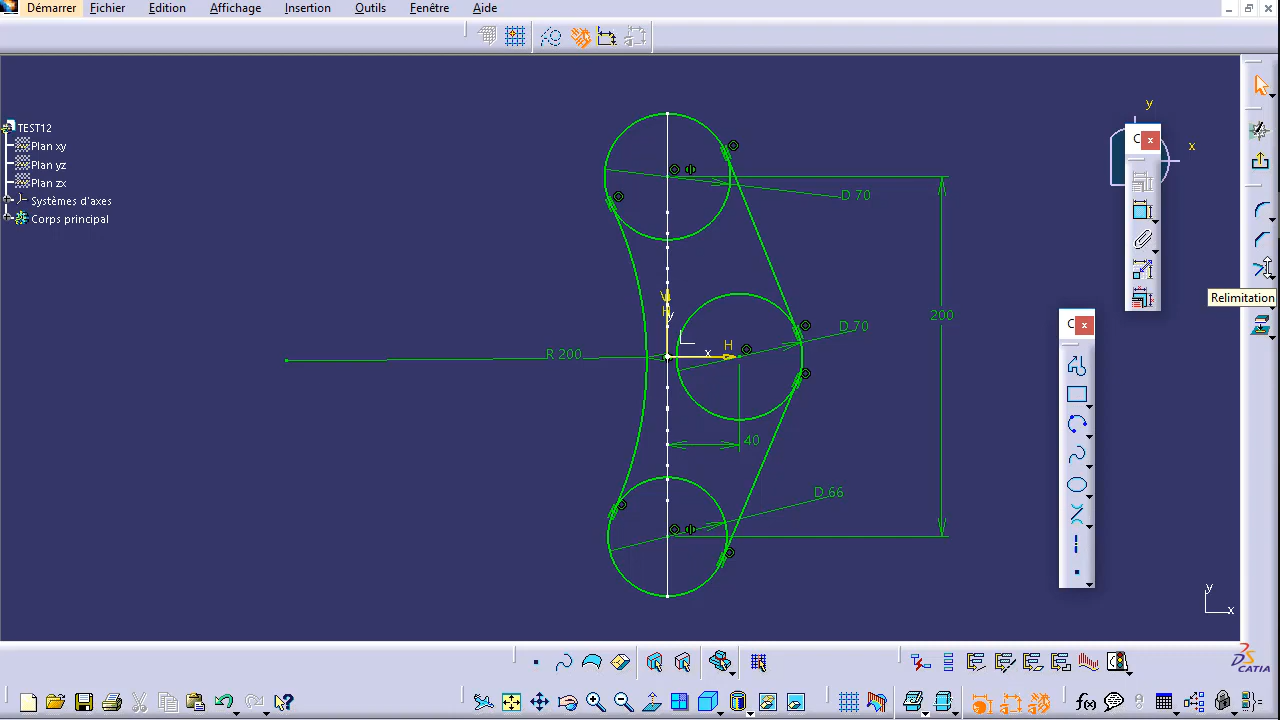 Démarrer Fichier Edition Affichage Insertion Outils Fenêtre Aide
TEST12
Plan xy
Plan yz
Plan zx
Systèmes d'axes
Corps principal
y
x
C
Relimitation
C
D 70
200
D 70
R 200
V
H
y
H
x
40
D 66
y
x
DS
CATIA
f(x)